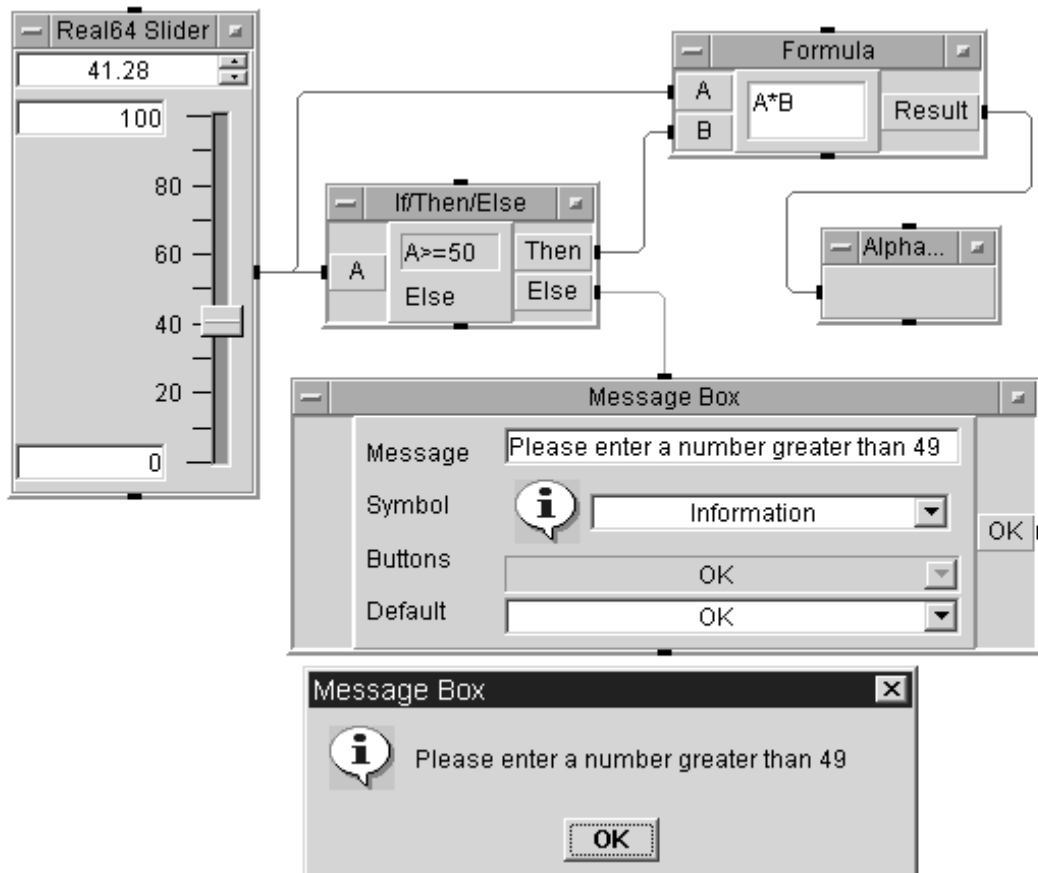 Real64 Slider
41.28
100
80
60
40
20
0
If/Then/Else
A
A>=50
Else
Then
Else
Formula
A
B
A*B
Result
Alpha...
Message Box
Message
Please enter a number greater than 49
Symbol
Information
Buttons
OK
Default
OK
OK
Message Box
Please enter a number greater than 49
OK